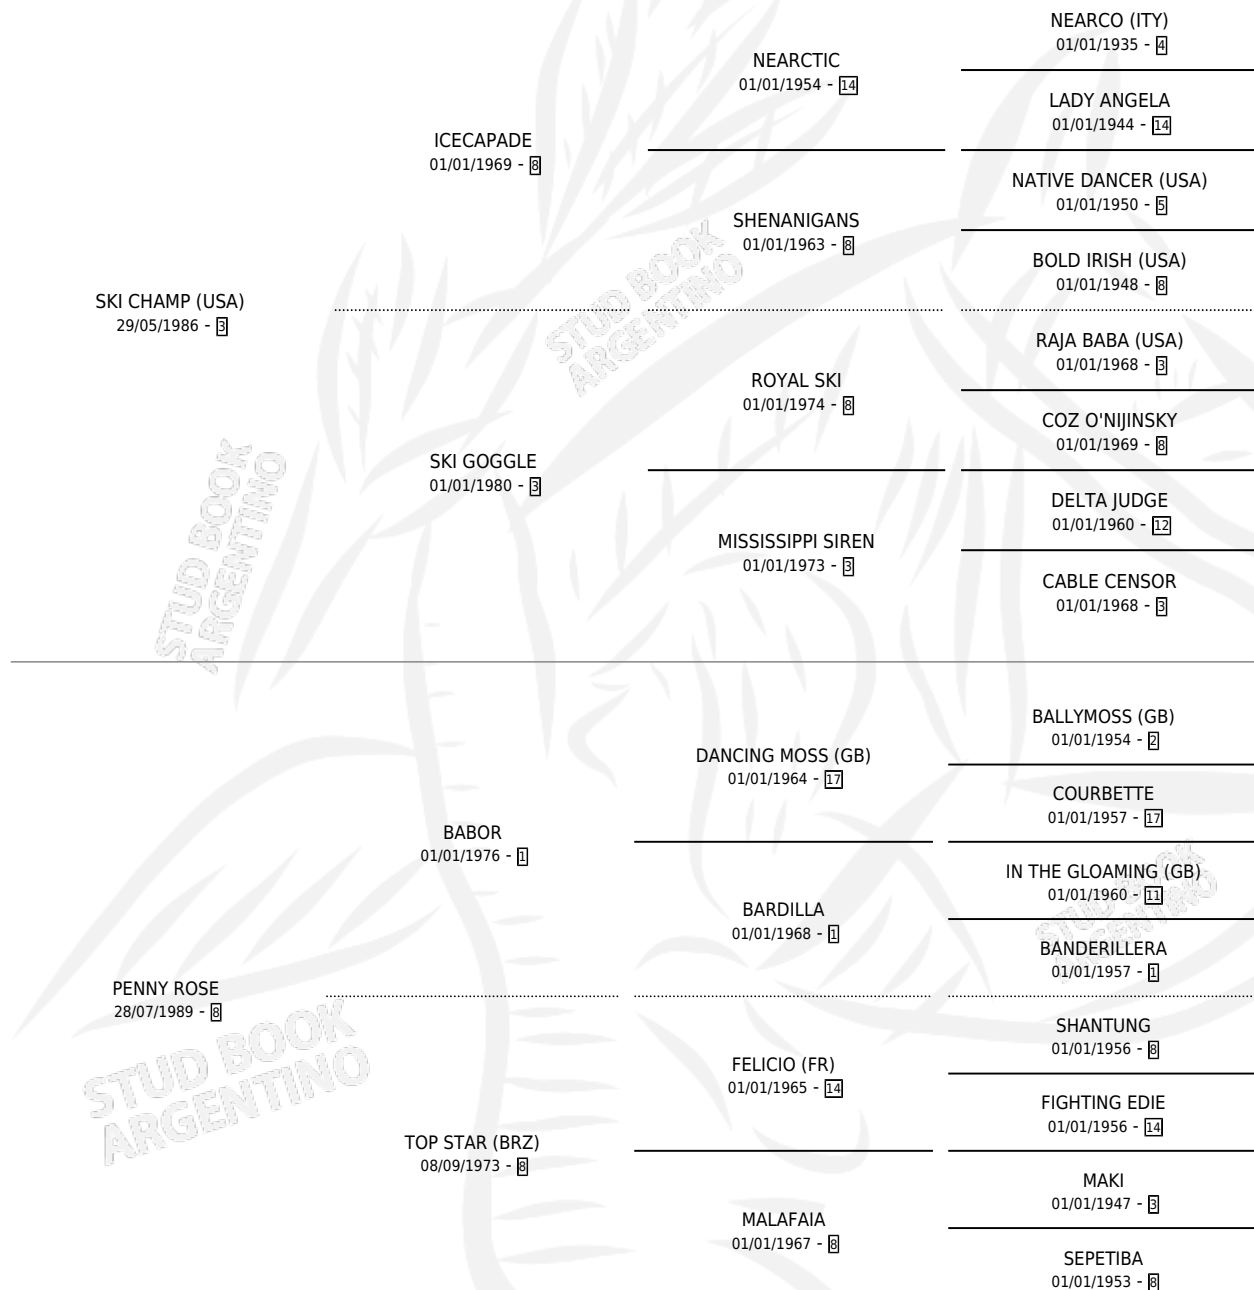 NEARCO (ITY)
01/01/1935 - 4
NEARCTIC
01/01/1954 - 14
LADY ANGELA
01/01/1944 - 14
ICECAPADE
01/01/1969 - 8
NATIVE DANCER (USA)
01/01/1950 - 5
SHENANIGANS
01/01/1963 - 8
BOLD IRISH (USA)
01/01/1948 - 8
SKI CHAMP (USA)
29/05/1986 - 3
STUD BOOK
ARGENTINO
RAJA BABA (USA)
01/01/1968 - 3
ROYAL SKI
01/01/1974 - 8
COZ O'NIJINSKY
01/01/1969 - 8
SKI GOGGLE
01/01/1980 - 3
DELTA JUDGE
01/01/1960 - 12
MISSISSIPPI SIREN
01/01/1973 - 3
CABLE CENSOR
01/01/1968 - 3
STUD BOOK
ARGENTINO
BALLYMOSS (GB)
01/01/1954 - 2
DANCING MOSS (GB)
01/01/1964 - 17
COURBETTE
01/01/1957 - 17
BABOR
01/01/1976 - 1
IN THE GLOAMING (GB)
01/01/1960 - 11
STUD BOOK
ARGENTINO
BARDILLA
01/01/1968 - 1
BANDERILLERA
01/01/1957 - 1
PENNY ROSE
28/07/1989 - 8
STUD BOOK
ARGENTINO
SHANTUNG
01/01/1956 - 8
FELICIO (FR)
01/01/1965 - 14
FIGHTING EDIE
01/01/1956 - 14
TOP STAR (BRZ)
08/09/1973 - 8
MAKI
01/01/1947 - 3
MALAFAIA
01/01/1967 - 8
SEPETIBA
01/01/1953 - 8